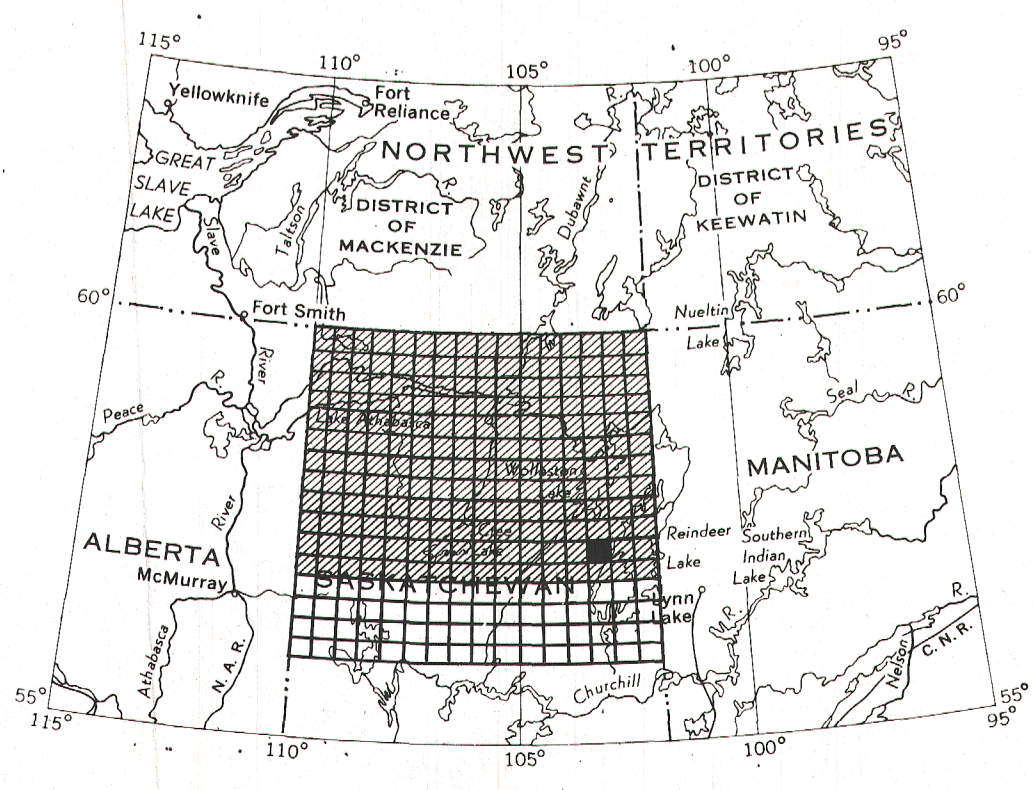 115°
110°
105°
100°
95°
Yellowknife
Fort
Reliance
R.
NORTHWEST TERRITORIES
GREAT
SLAVE
LAKE
Slave
Taltson
R
DISTRICT
OF
MACKENZIE
Dubawnt
DISTRICT
OF
KEEWATIN
60°
60°
Fort Smith
Nueltin
Lake
River
R
Peace
Lake Athabasca
Seal R.
Wollaston
Lake
MANITOBA
River
Cree
Lake
Reindeer
Lake
Southern
Indian
Lake
ALBERTA
McMurray
SASKATCHEWAN
Lynn
Lake
R.
R.
Athabasca
N. A. R.
Churchill
Nelson
C. N. R.
55°
55°
115°
110°
105°
100°
95°